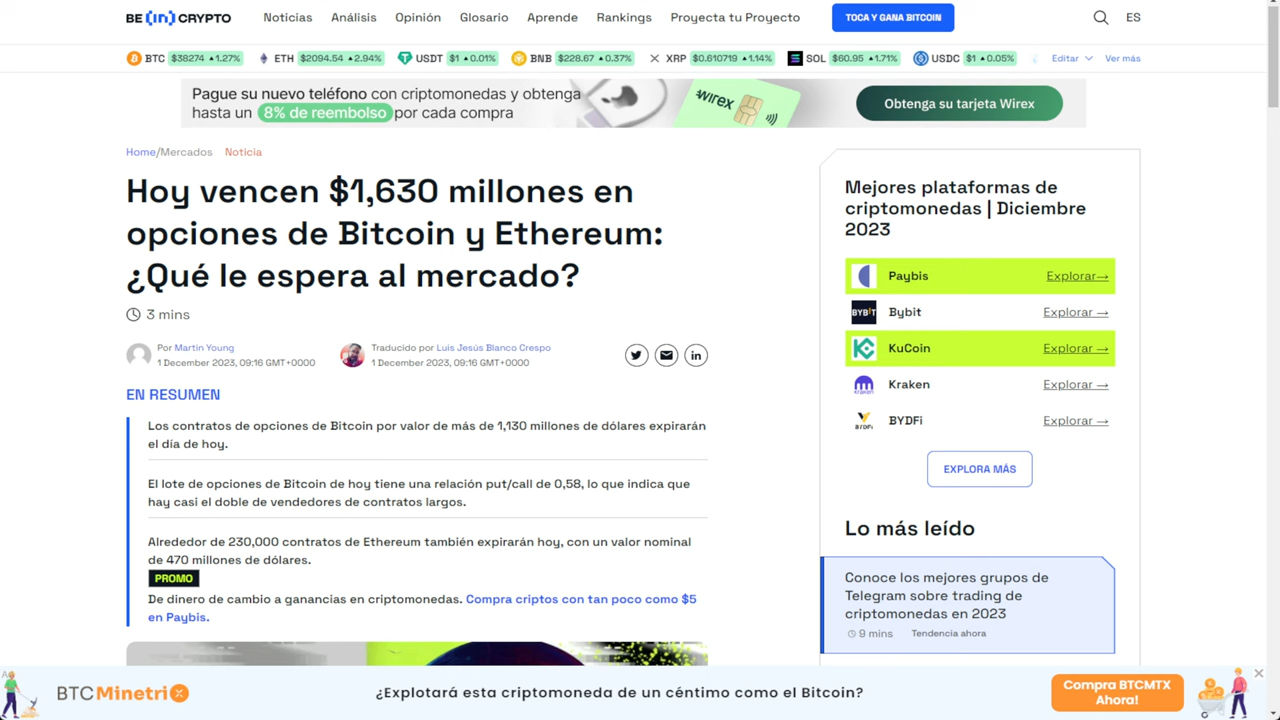 BE [in] CRYPTO
Noticias Análisis Opinión Glosario Aprende Rankings Proyecta tu Proyecto
TOCA Y GANA BITCOIN
ES
BTC $38274 ▲1.27% ETH $2094.54 ▲2.94% USDT $1 ▲0.01% BNB $228.67 ▲0.37% XRP $0.610719 ▲1.14% SOL $60.95 ▲1.71% USDC $1 ▲0.05% Editar Ver más
Pague su nuevo teléfono con criptomonedas y obtenga
hasta un 8% de reembolso por cada compra
wirex
Obtenga su tarjeta Wirex
Home/Mercados Noticia
Hoy vencen $1,630 millones en
opciones de Bitcoin y Ethereum:
¿Qué le espera al mercado?
3 mins
Por Martin Young
1 December 2023, 09:16 GMT+0000
Traducido por Luis Jesús Blanco Crespo
1 December 2023, 09:16 GMT+0000
EN RESUMEN
Los contratos de opciones de Bitcoin por valor de más de 1,130 millones de dólares expirarán
el día de hoy.
El lote de opciones de Bitcoin de hoy tiene una relación put/call de 0,58, lo que indica que
hay casi el doble de vendedores de contratos largos.
Alrededor de 230,000 contratos de Ethereum también expirarán hoy, con un valor nominal
de 470 millones de dólares.
PROMO
De dinero de cambio a ganancias en criptomonedas. Compra criptos con tan poco como $5
en Paybis.
Mejores plataformas de
criptomonedas | Diciembre
2023
Paybis Explorar→
BYBIT Bybit Explorar →
KuCoin Explorar →
Kraken Explorar →
BYDFi BYDFi Explorar →
EXPLORA MÁS
Lo más leído
Conoce los mejores grupos de
Telegram sobre trading de
criptomonedas en 2023
9 mins Tendencia ahora
BTCMinetrix
¿Explotará esta criptomoneda de un céntimo como el Bitcoin?
Compra BTCMTX
Ahora!